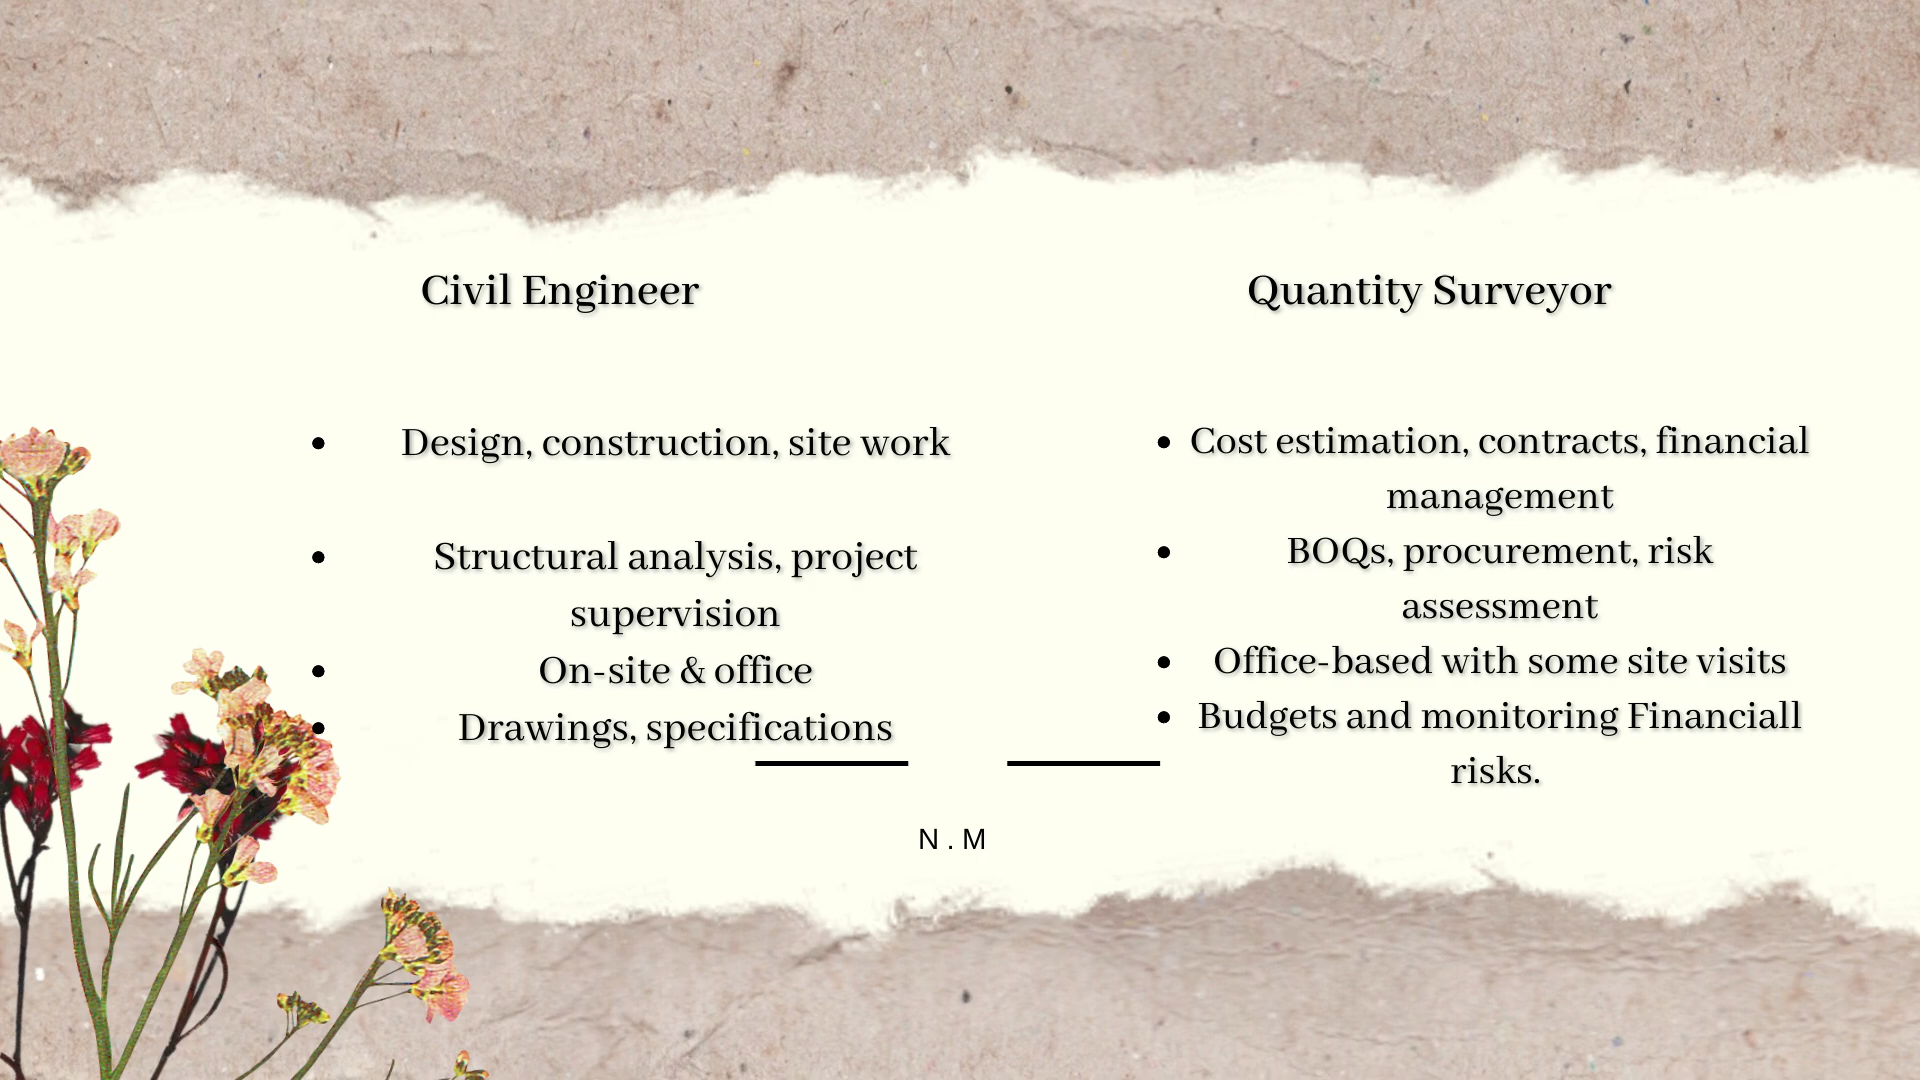 Civil Engineer
• Design, construction, site work
• Structural analysis, project
supervision
• On-site & office
• Drawings, specifications
Quantity Surveyor
• Cost estimation, contracts, financial
management
• BOQs, procurement, risk
assessment
• Office-based with some site visits
• Budgets and monitoring Financiall
risks.
N . M